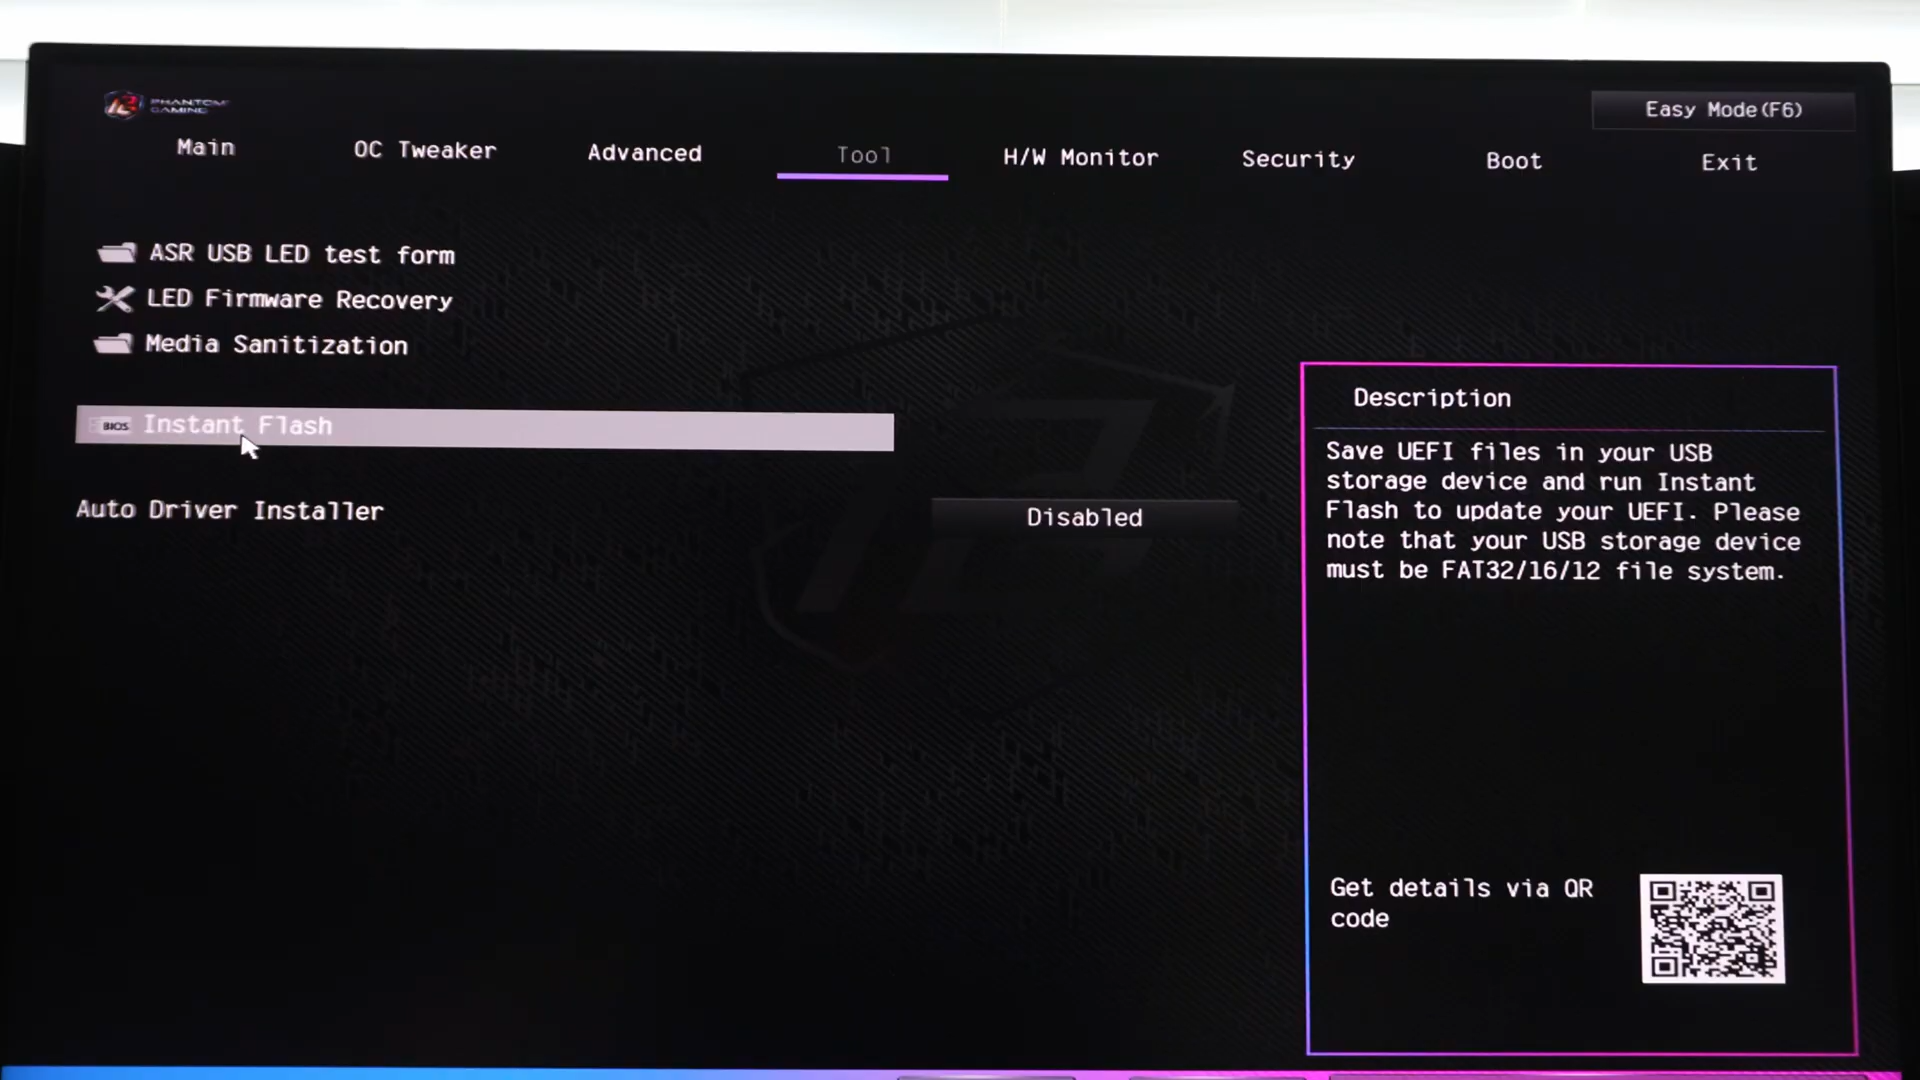 PHANTOM
GAMING
Easy Mode(F6)
Main
OC Tweaker
Advanced
Tool
H/W Monitor
Security
Boot
Exit
ASR USB LED test form
LED Firmware Recovery
Media Sanitization
BIOS Instant Flash
Auto Driver Installer
Disabled
Description
Save UEFI files in your USB
storage device and run Instant
Flash to update your UEFI. Please
note that your USB storage device
must be FAT32/16/12 file system.
Get details via QR
code